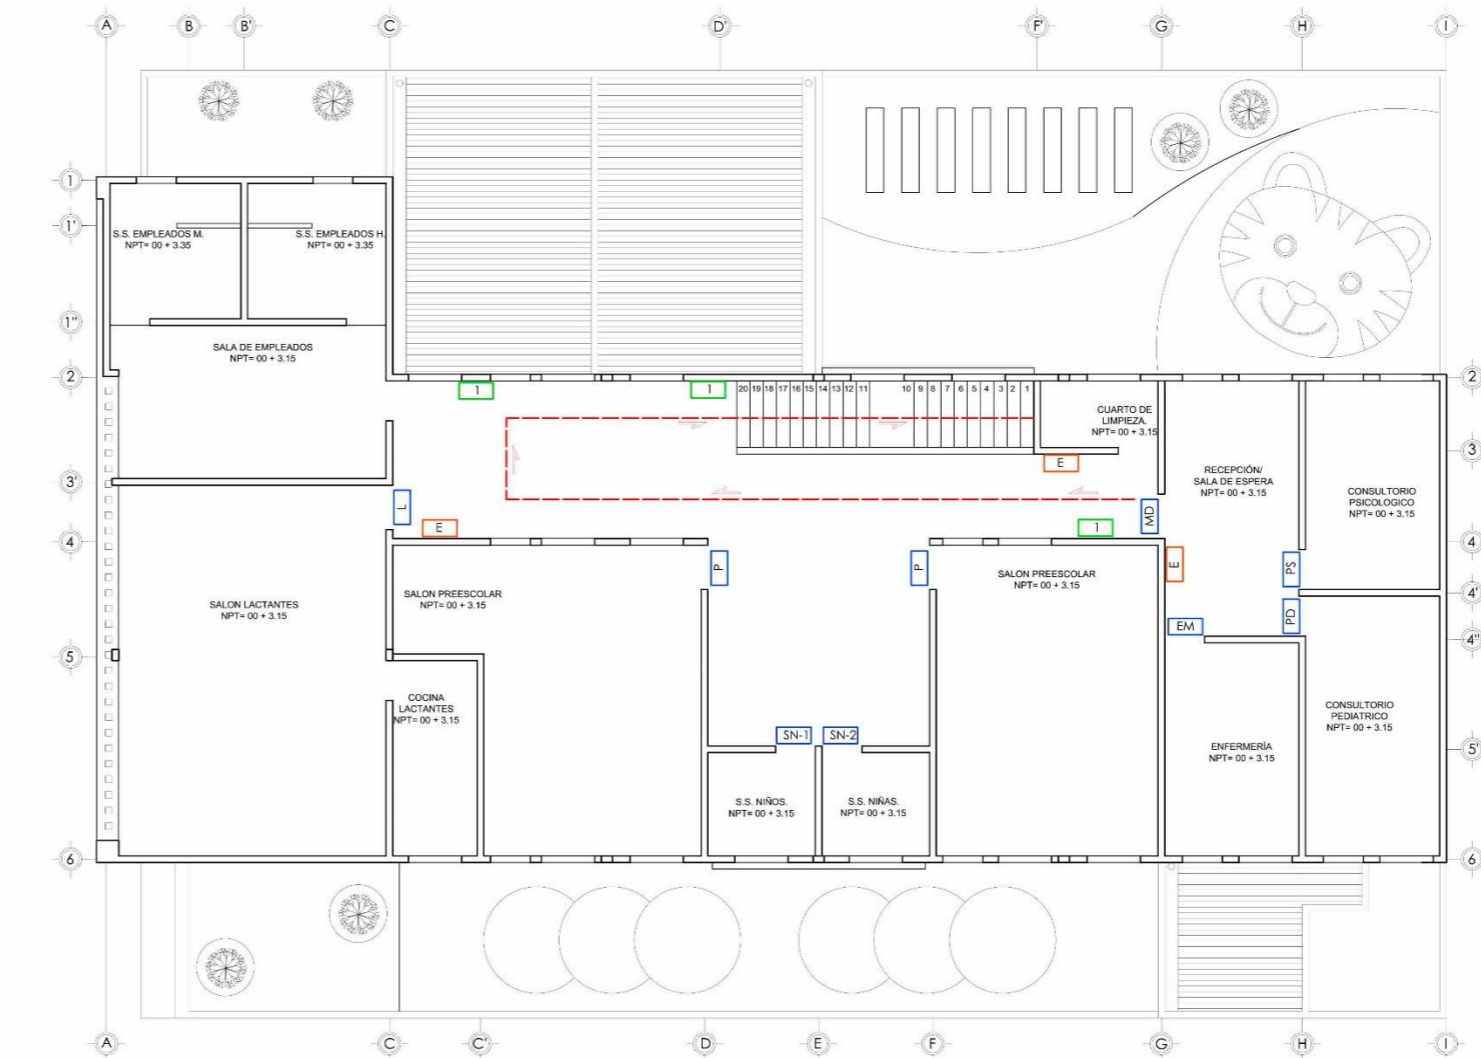 A
B
B'
C
D'
F'
G
H
I
1
1'
S.S. EMPLEADOS M.
NPT= 00 + 3.35
S.S. EMPLEADOS H.
NPT= 00 + 3.35
1"
SALA DE EMPLEADOS
NPT= 00 + 3.15
2
2
1
1
20 19 18 17 16 15 14 13 12 11 10 9 8 7 6 5 4 3 2 1
CUARTO DE
LIMPIEZA.
NPT= 00 + 3.15
3
E
RECEPCIÓN/
SALA DE ESPERA
NPT= 00 + 3.15
CONSULTORIO
PSICOLOGICO
NPT= 00 + 3.15
3'
L
E
1
MD
4
4
P
P
E
PS
SALON PREESCOLAR
NPT= 00 + 3.15
SALON PREESCOLAR
NPT= 00 + 3.15
4'
SALON LACTANTES
NPT= 00 + 3.15
PD
EM
4"
5
COCINA
LACTANTES
NPT= 00 + 3.15
CONSULTORIO
PEDIATRICO
NPT= 00 + 3.15
SN-1
SN-2
ENFERMERÍA
NPT= 00 + 3.15
5'
S.S. NIÑOS.
NPT= 00 + 3.15
S.S. NIÑAS.
NPT= 00 + 3.15
6
6
A
C
C'
D
E
F
G
H
I